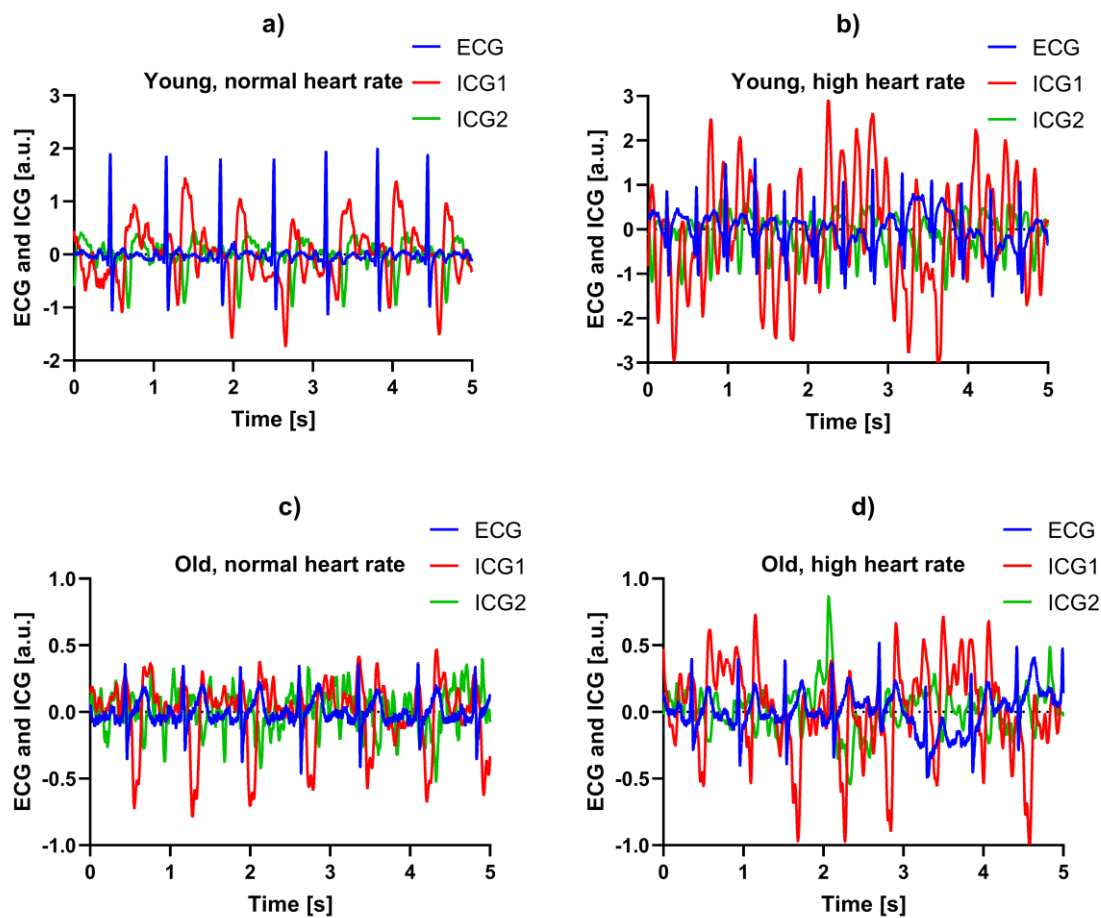 a)
Young, normal heart rate
ECG
ICG1
ICG2
ECG and ICG [a.u.]
3
2
1
0
-1
-2
0 1 2 3 4 5
Time [s]
b)
Young, high heart rate
ECG
ICG1
ICG2
ECG and ICG [a.u.]
3
2
1
0
-1
-2
-3
0 1 2 3 4 5
Time [s]
c)
Old, normal heart rate
ECG
ICG1
ICG2
ECG and ICG [a.u.]
1.0
0.5
0.0
-0.5
-1.0
0 1 2 3 4 5
Time [s]
d)
Old, high heart rate
ECG
ICG1
ICG2
ECG and ICG [a.u.]
1.0
0.5
0.0
-0.5
-1.0
0 1 2 3 4 5
Time [s]